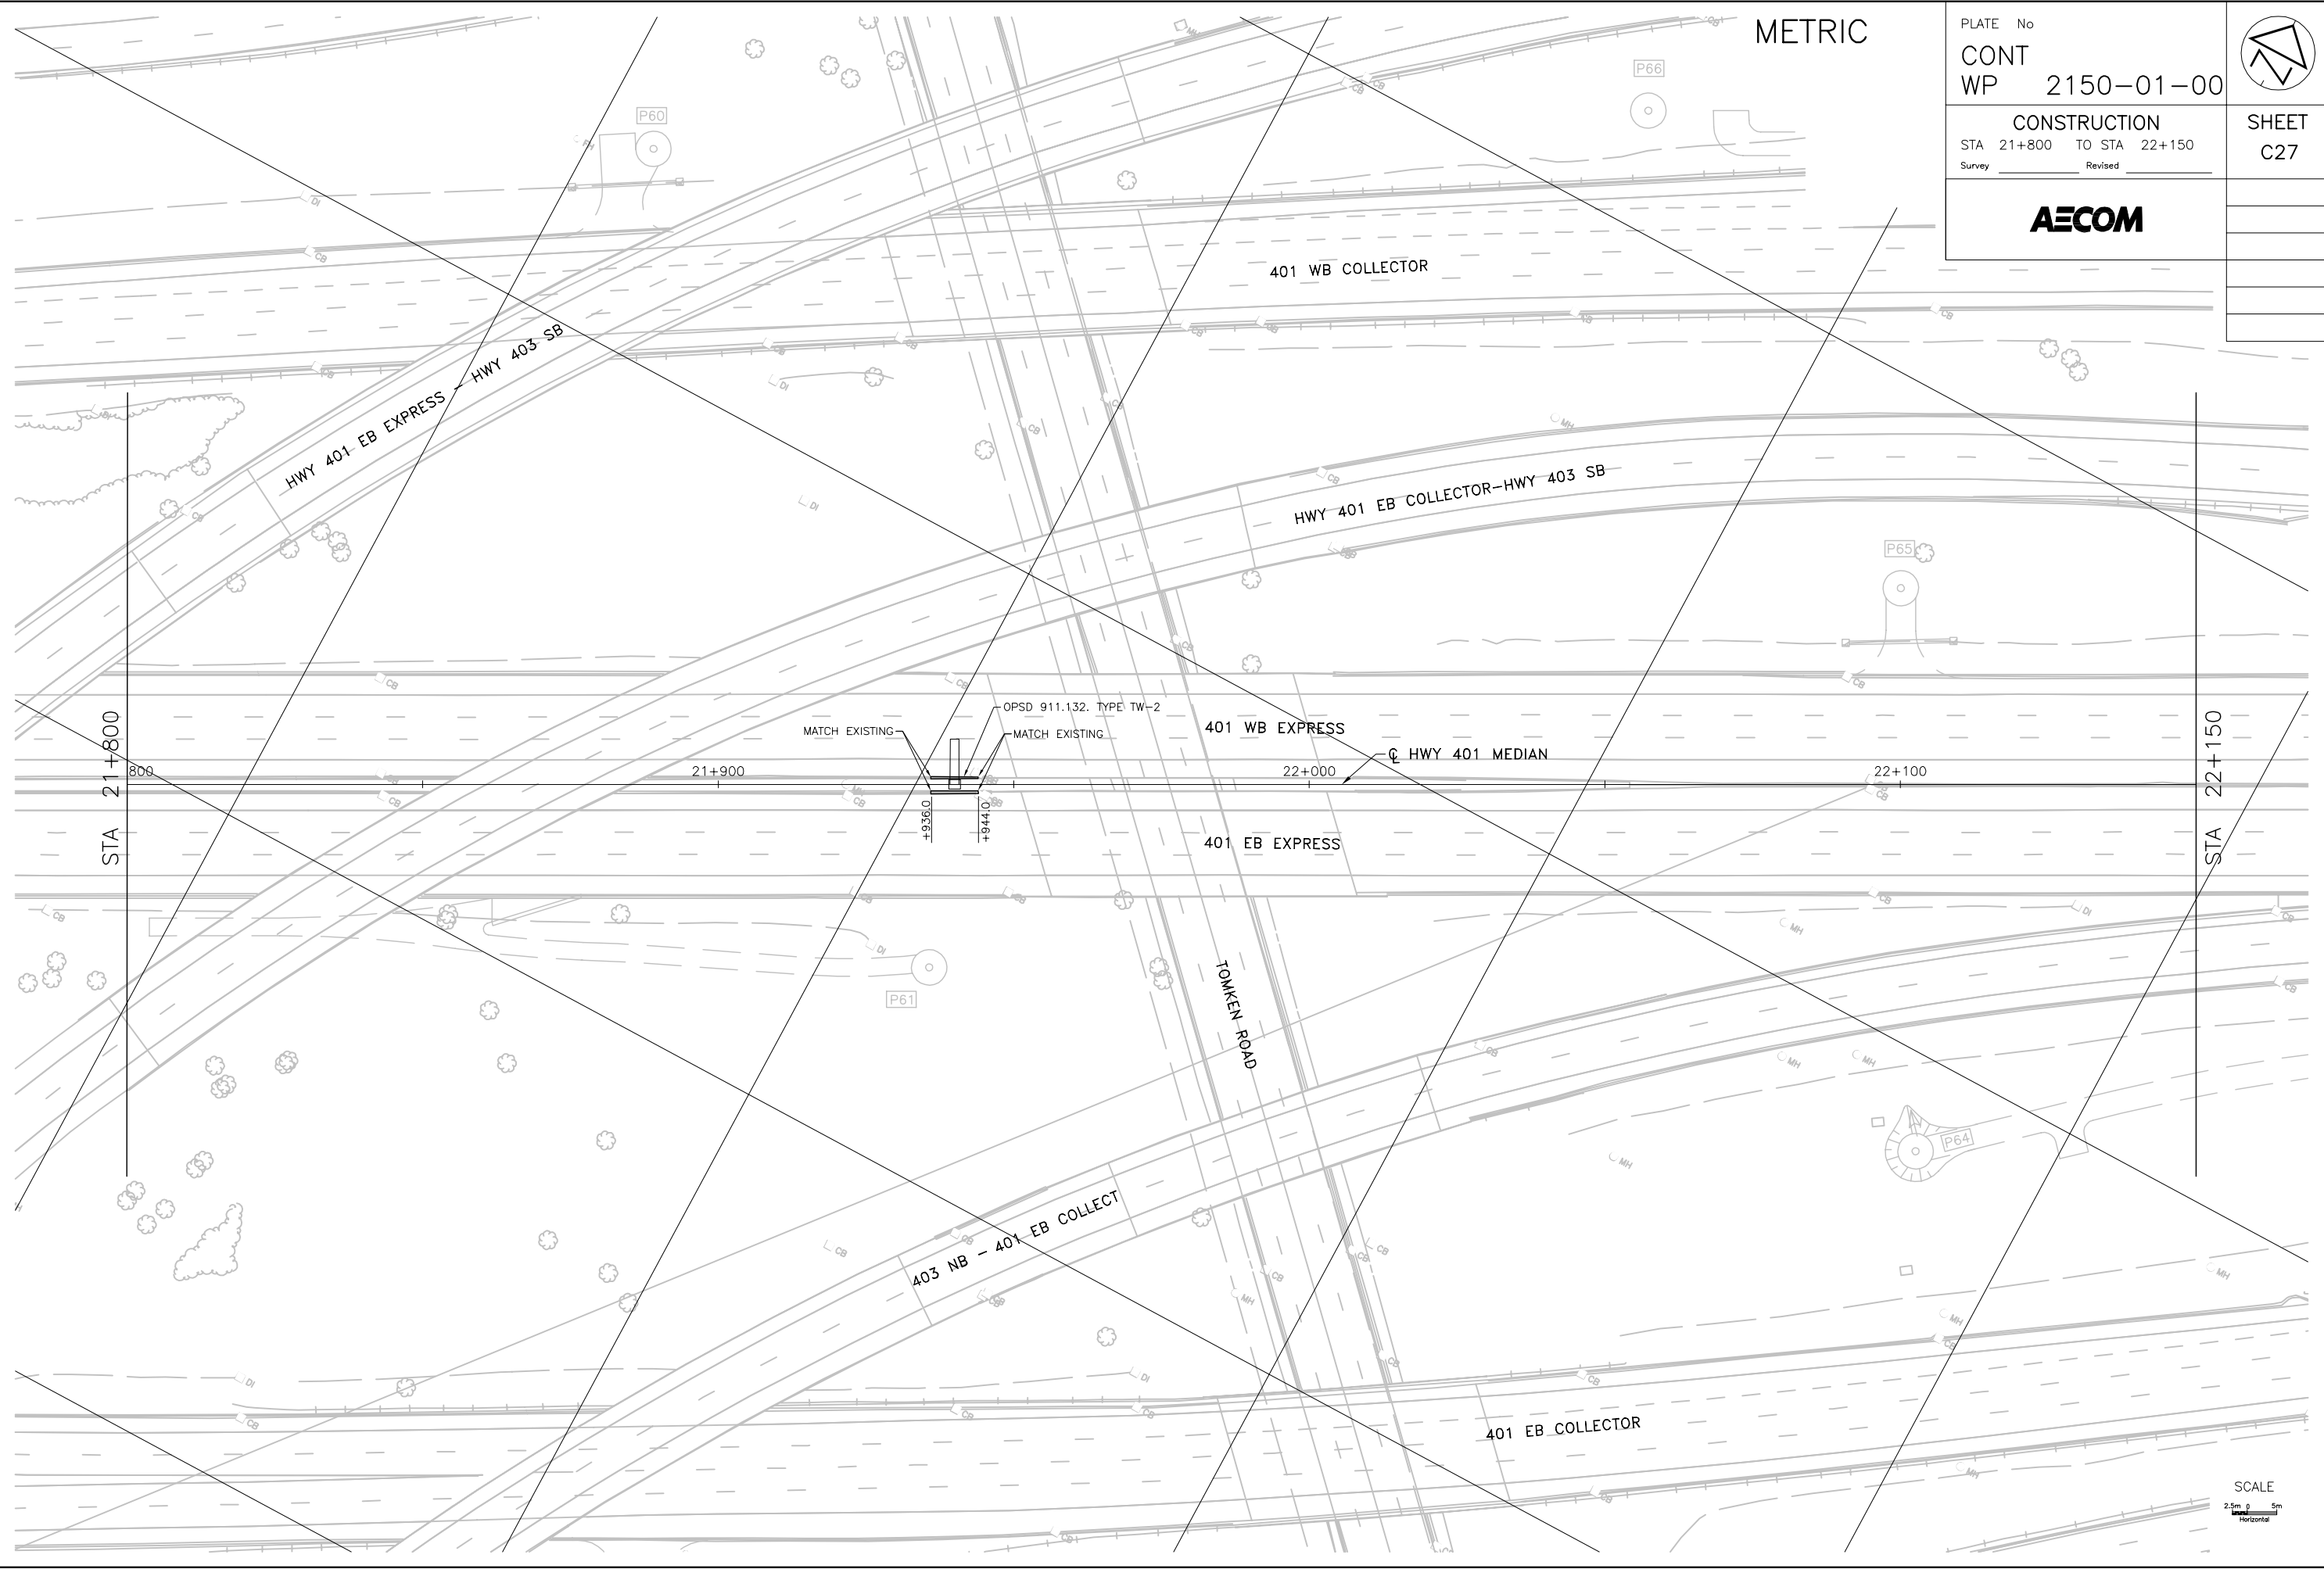 METRIC
PLATE No
CONT
WP 2150-01-00
CONSTRUCTION
STA 21+800 TO STA 22+150
Survey Revised
SHEET
C27
AECOM
P66
P60
401 WB COLLECTOR
HWY 401 EB EXPRESS - HWY 403 SB
HWY 401 EB COLLECTOR-HWY 403 SB
P65
OPSD 911.132. TYPE TW-2
MATCH EXISTING
MATCH EXISTING
401 WB EXPRESS
℄ HWY 401 MEDIAN
STA 21+800
800
21+900
22+000
22+100
STA 22+150
+936.0
+944.0
401 EB EXPRESS
P61
TOMKEN ROAD
P64
403 NB - 401 EB COLLECT
401 EB COLLECTOR
SCALE
2.5m 0 5m
Horizontal